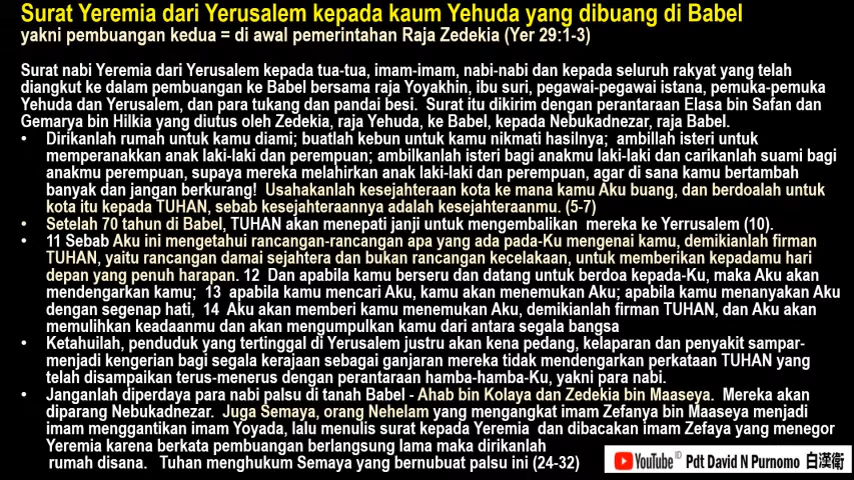 Surat Yeremia dari Yerusalem kepada kaum Yehuda yang dibuang di Babel
yakni pembuangan kedua = di awal pemerintahan Raja Zedekia (Yer 29:1-3)
Surat nabi Yeremia dari Yerusalem kepada tua-tua, imam-imam, nabi-nabi dan kepada seluruh rakyat yang telah
diangkut ke dalam pembuangan ke Babel bersama raja Yoyakhin, ibu suri, pegawai-pegawai istana, pemuka-pemuka
Yehuda dan Yerusalem, dan para tukang dan pandai besi. Surat itu dikirim dengan perantaraan Elasa bin Safan dan
Gemarya bin Hilkia yang diutus oleh Zedekia, raja Yehuda, ke Babel, kepada Nebukadnezar, raja Babel.
• Dirikanlah rumah untuk kamu diami; buatlah kebun untuk kamu nikmati hasilnya; ambillah isteri untuk
memperanakkan anak laki-laki dan perempuan; ambilkanlah isteri bagi anakmu laki-laki dan carikanlah suami bagi
anakmu perempuan, supaya mereka melahirkan anak laki-laki dan perempuan, agar di sana kamu bertambah
banyak dan jangan berkurang! Usahakanlah kesejahteraan kota ke mana kamu Aku buang, dan berdoalah untuk
kota itu kepada TUHAN, sebab kesejahteraannya adalah kesejahteraanmu. (5-7)
• Setelah 70 tahun di Babel, TUHAN akan menepati janji untuk mengembalikan mereka ke Yerrusalem (10).
• 11 Sebab Aku ini mengetahui rancangan-rancangan apa yang ada pada-Ku mengenai kamu, demikianlah firman
TUHAN, yaitu rancangan damai sejahtera dan bukan rancangan kecelakaan, untuk memberikan kepadamu hari
depan yang penuh harapan. 12 Dan apabila kamu berseru dan datang untuk berdoa kepada-Ku, maka Aku akan
mendengarkan kamu; 13 apabila kamu mencari Aku, kamu akan menemukan Aku; apabila kamu menanyakan Aku
dengan segenap hati, 14 Aku akan memberi kamu menemukan Aku, demikianlah firman TUHAN, dan Aku akan
memulihkan keadaanmu dan akan mengumpulkan kamu dari antara segala bangsa
• Ketahuilah, penduduk yang tertinggal di Yerusalem justru akan kena pedang, kelaparan dan penyakit sampar-
menjadi kengerian bagi segala kerajaan sebagai ganjaran mereka tidak mendengarkan perkataan TUHAN yang
telah disampaikan terus-menerus dengan perantaraan hamba-hamba-Ku, yakni para nabi.
• Janganlah diperdaya para nabi palsu di tanah Babel - Ahab bin Kolaya dan Zedekia bin Maaseya. Mereka akan
diparang Nebukadnezar. Juga Semaya, orang Nehelam yang mengangkat imam Zefanya bin Maaseya menjadi
imam menggantikan imam Yoyada, lalu menulis surat kepada Yeremia dan dibacakan imam Zefaya yang menegor
Yeremia karena berkata pembuangan berlangsung lama maka dirikanlah
rumah disana. Tuhan menghukum Semaya yang bernubuat palsu ini (24-32)
YouTube ID Pdt David N Purnomo 白漢衛